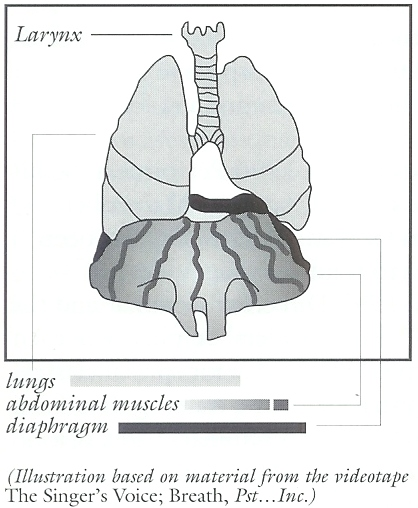 Larynx
lungs
abdominal muscles
diaphragm
(Illustration based on material from the videotape
The Singer's Voice; Breath, Pst...Inc.)